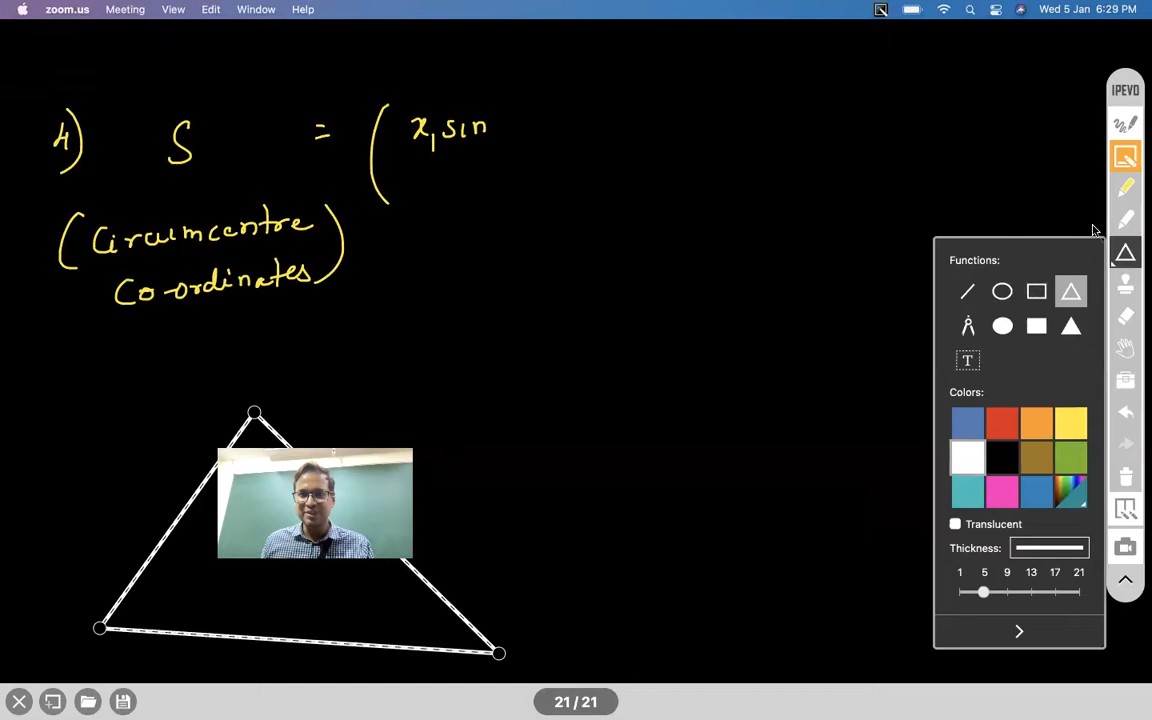 zoom.us Meeting View Edit Window Help Wed 5 Jan 6:29 PM
IPEVO
4) S = ( x₁ sin
(Circumcentre
Co-ordinates)
Functions:
T
Colors:
Translucent
Thickness:
1 5 9 13 17 21
21 / 21